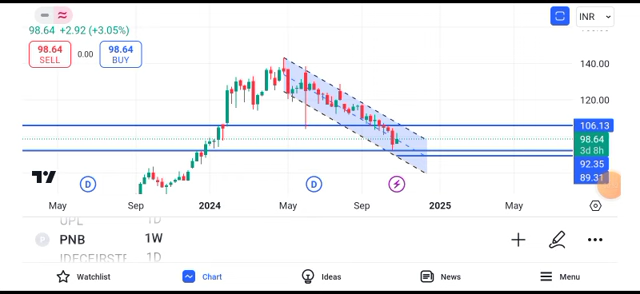 INR
98.64 +2.92 (+3.05%)
98.64
SELL
0.00
98.64
BUY
140.00
120.00
106.13
98.64
3d 8h
92.35
89.31
D
D
May
Sep
2024
May
Sep
2025
May
1D
P
PNB
1W
IDFCFIRSTB
1D
Watchlist
Chart
Ideas
News
Menu